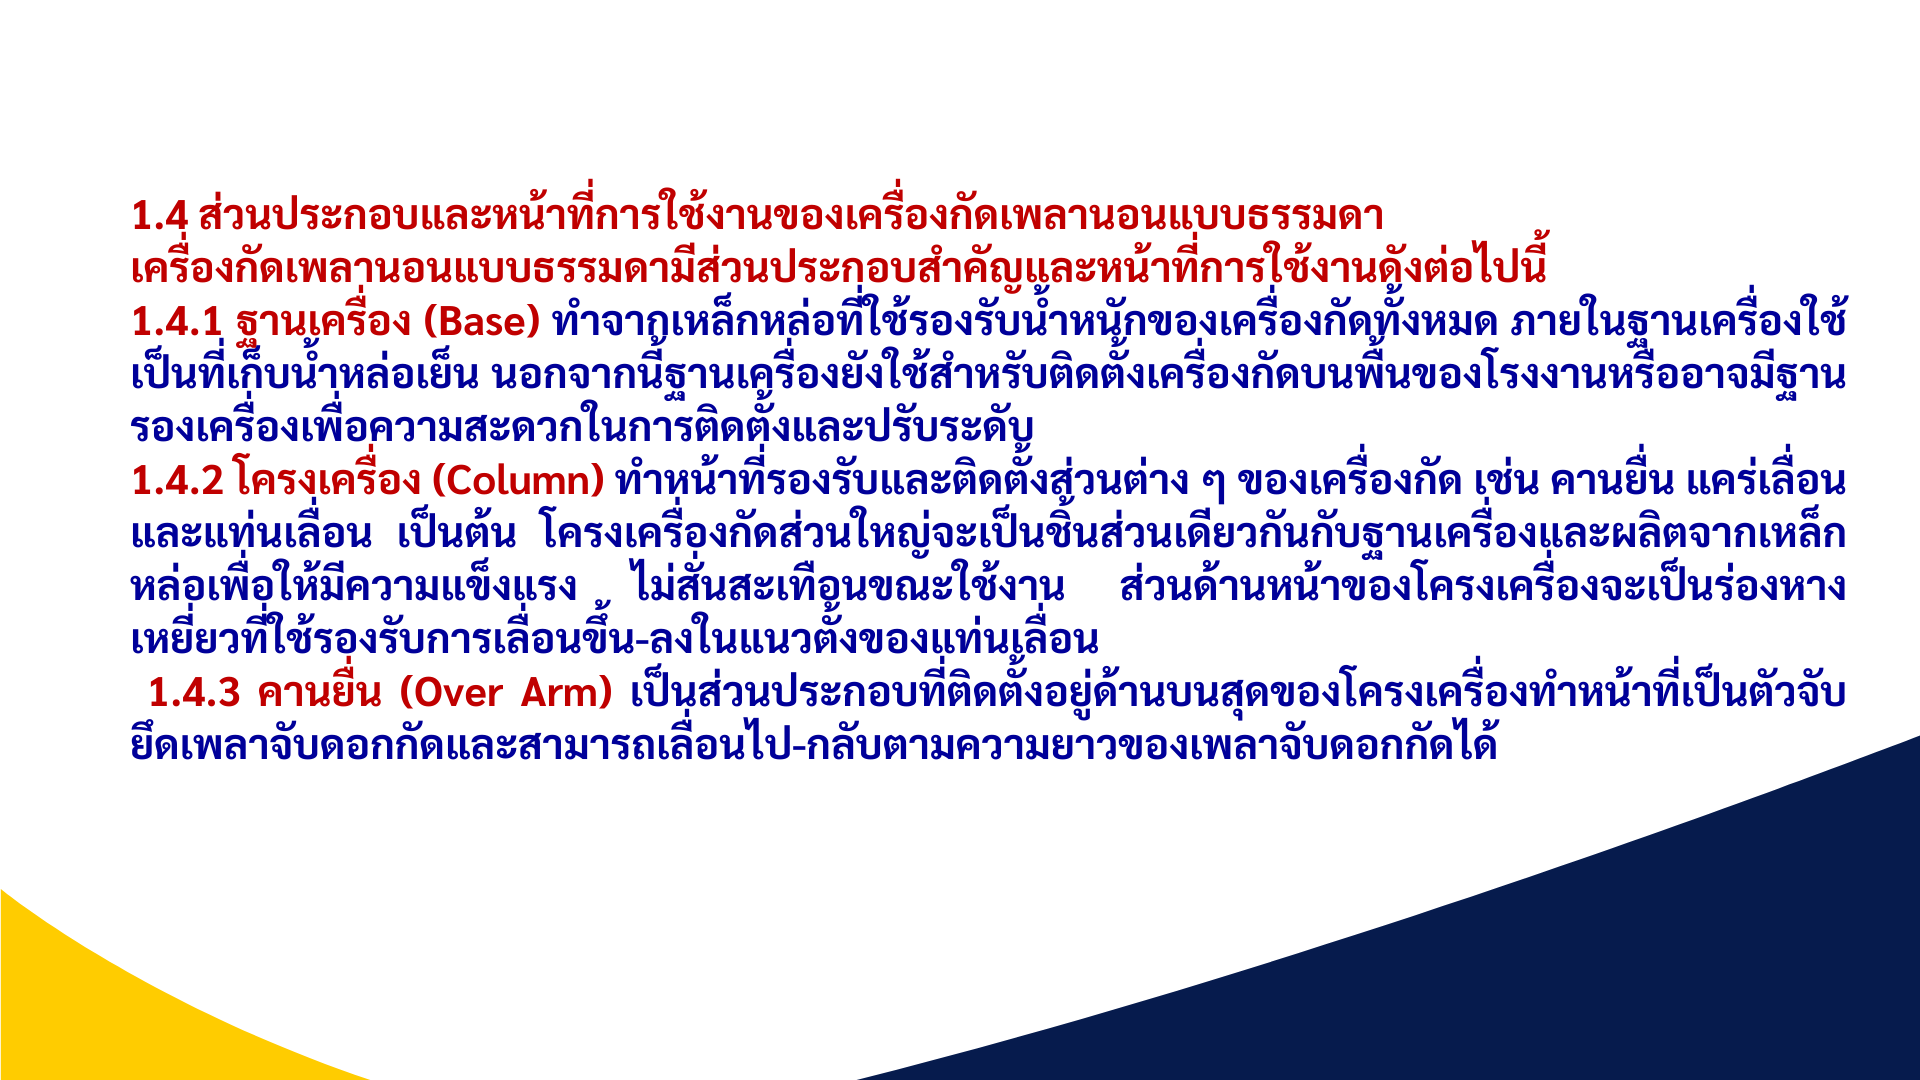 1.4 ส่วนประกอบและหน้าที่การใช้งานของเครื่องกัดเพลานอนแบบธรรมดา
เครื่องกัดเพลานอนแบบธรรมดามีส่วนประกอบสำคัญและหน้าที่การใช้งานดังต่อไปนี้
1.4.1 ฐานเครื่อง (Base) ทำจากเหล็กหล่อที่ใช้รองรับน้ำหนักของเครื่องกัดทั้งหมด ภายในฐานเครื่องใช้
เป็นที่เก็บน้ำหล่อเย็น นอกจากนี้ฐานเครื่องยังใช้สำหรับติดตั้งเครื่องกัดบนพื้นของโรงงานหรืออาจมีฐาน
รองเครื่องเพื่อความสะดวกในการติดตั้งและปรับระดับ
1.4.2 โครงเครื่อง (Column) ทำหน้าที่รองรับและติดตั้งส่วนต่าง ๆ ของเครื่องกัด เช่น คานยื่น แคร่เลื่อน
และแท่นเลื่อน เป็นต้น โครงเครื่องกัดส่วนใหญ่จะเป็นชิ้นส่วนเดียวกันกับฐานเครื่องและผลิตจากเหล็ก
หล่อเพื่อให้มีความแข็งแรง ไม่สั่นสะเทือนขณะใช้งาน ส่วนด้านหน้าของโครงเครื่องจะเป็นร่องหาง
เหยี่ยวที่ใช้รองรับการเลื่อนขึ้น-ลงในแนวตั้งของแท่นเลื่อน
1.4.3 คานยื่น (Over Arm) เป็นส่วนประกอบที่ติดตั้งอยู่ด้านบนสุดของโครงเครื่องทำหน้าที่เป็นตัวจับ
ยึดเพลาจับดอกกัดและสามารถเลื่อนไป-กลับตามความยาวของเพลาจับดอกกัดได้